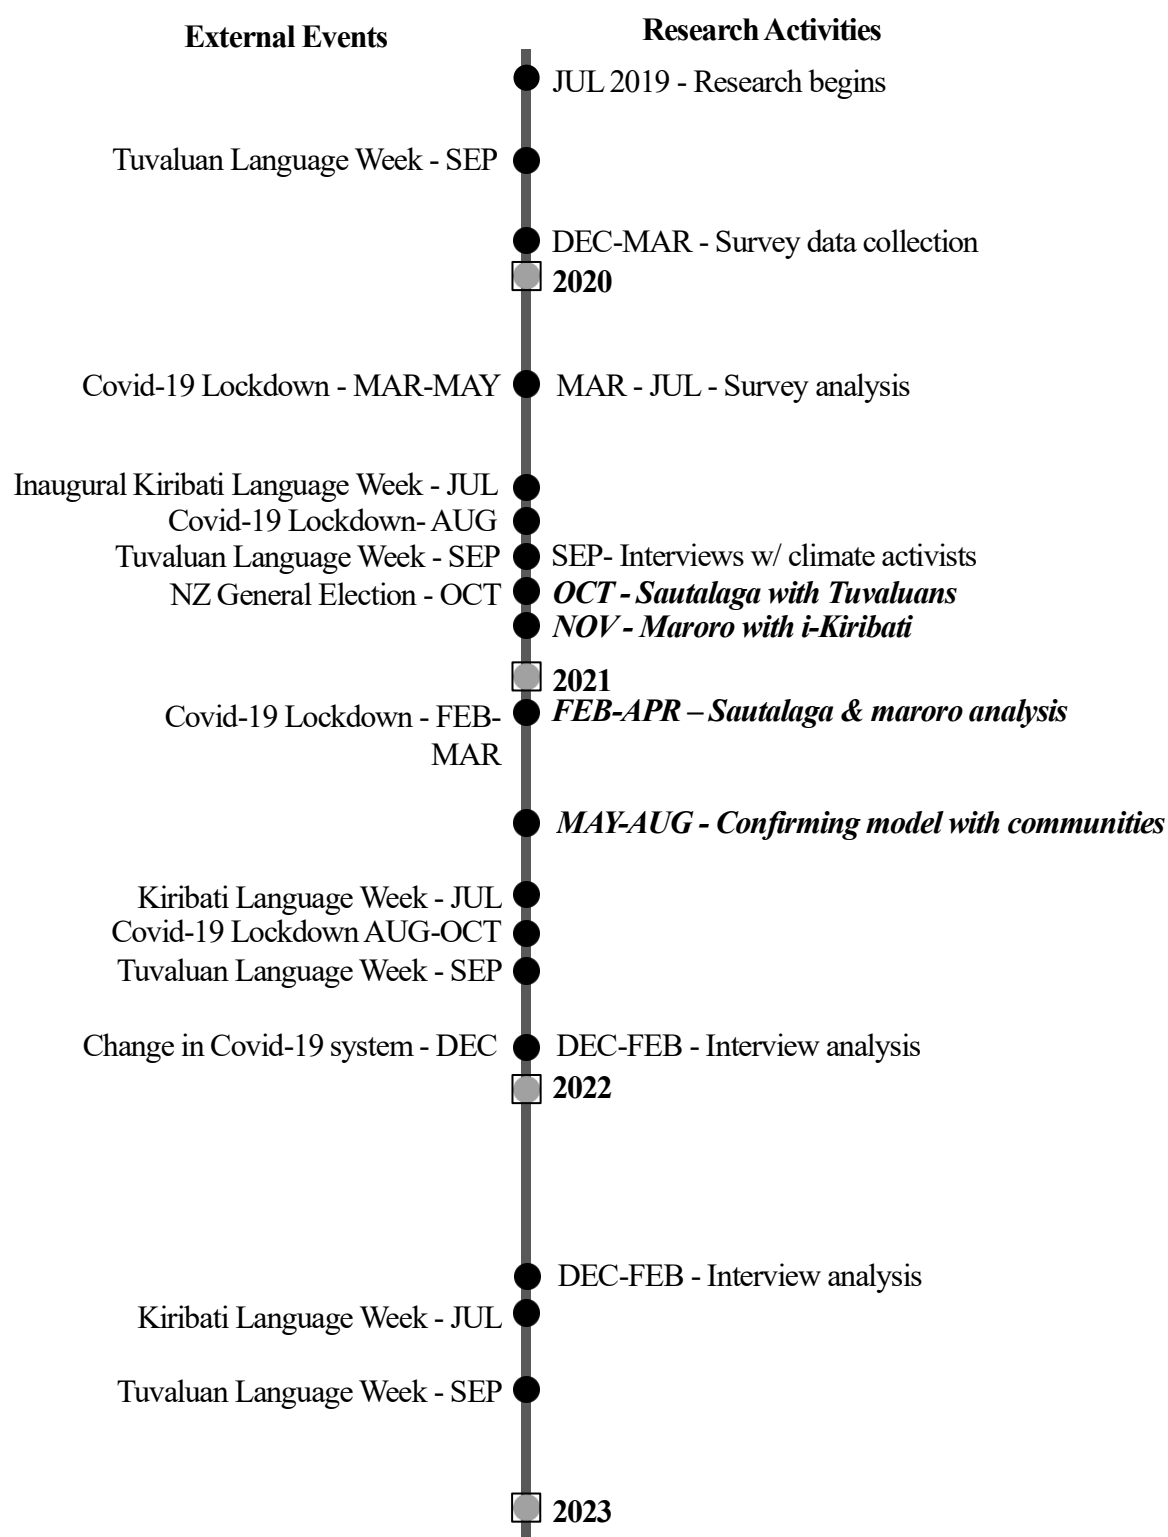 External Events
Research Activities
JUL 2019 - Research begins
Tuvaluan Language Week - SEP
DEC-MAR - Survey data collection
2020
Covid-19 Lockdown - MAR-MAY
MAR - JUL - Survey analysis
Inaugural Kiribati Language Week - JUL
Covid-19 Lockdown- AUG
Tuvaluan Language Week - SEP
SEP- Interviews w/ climate activists
NZ General Election - OCT
OCT - Sautalaga with Tuvaluans
NOV - Maroro with i-Kiribati
2021
Covid-19 Lockdown - FEB-
MAR
FEB-APR – Sautalaga & maroro analysis
MAY-AUG - Confirming model with communities
Kiribati Language Week - JUL
Covid-19 Lockdown AUG-OCT
Tuvaluan Language Week - SEP
Change in Covid-19 system - DEC
DEC-FEB - Interview analysis
2022
DEC-FEB - Interview analysis
Kiribati Language Week - JUL
Tuvaluan Language Week - SEP
2023